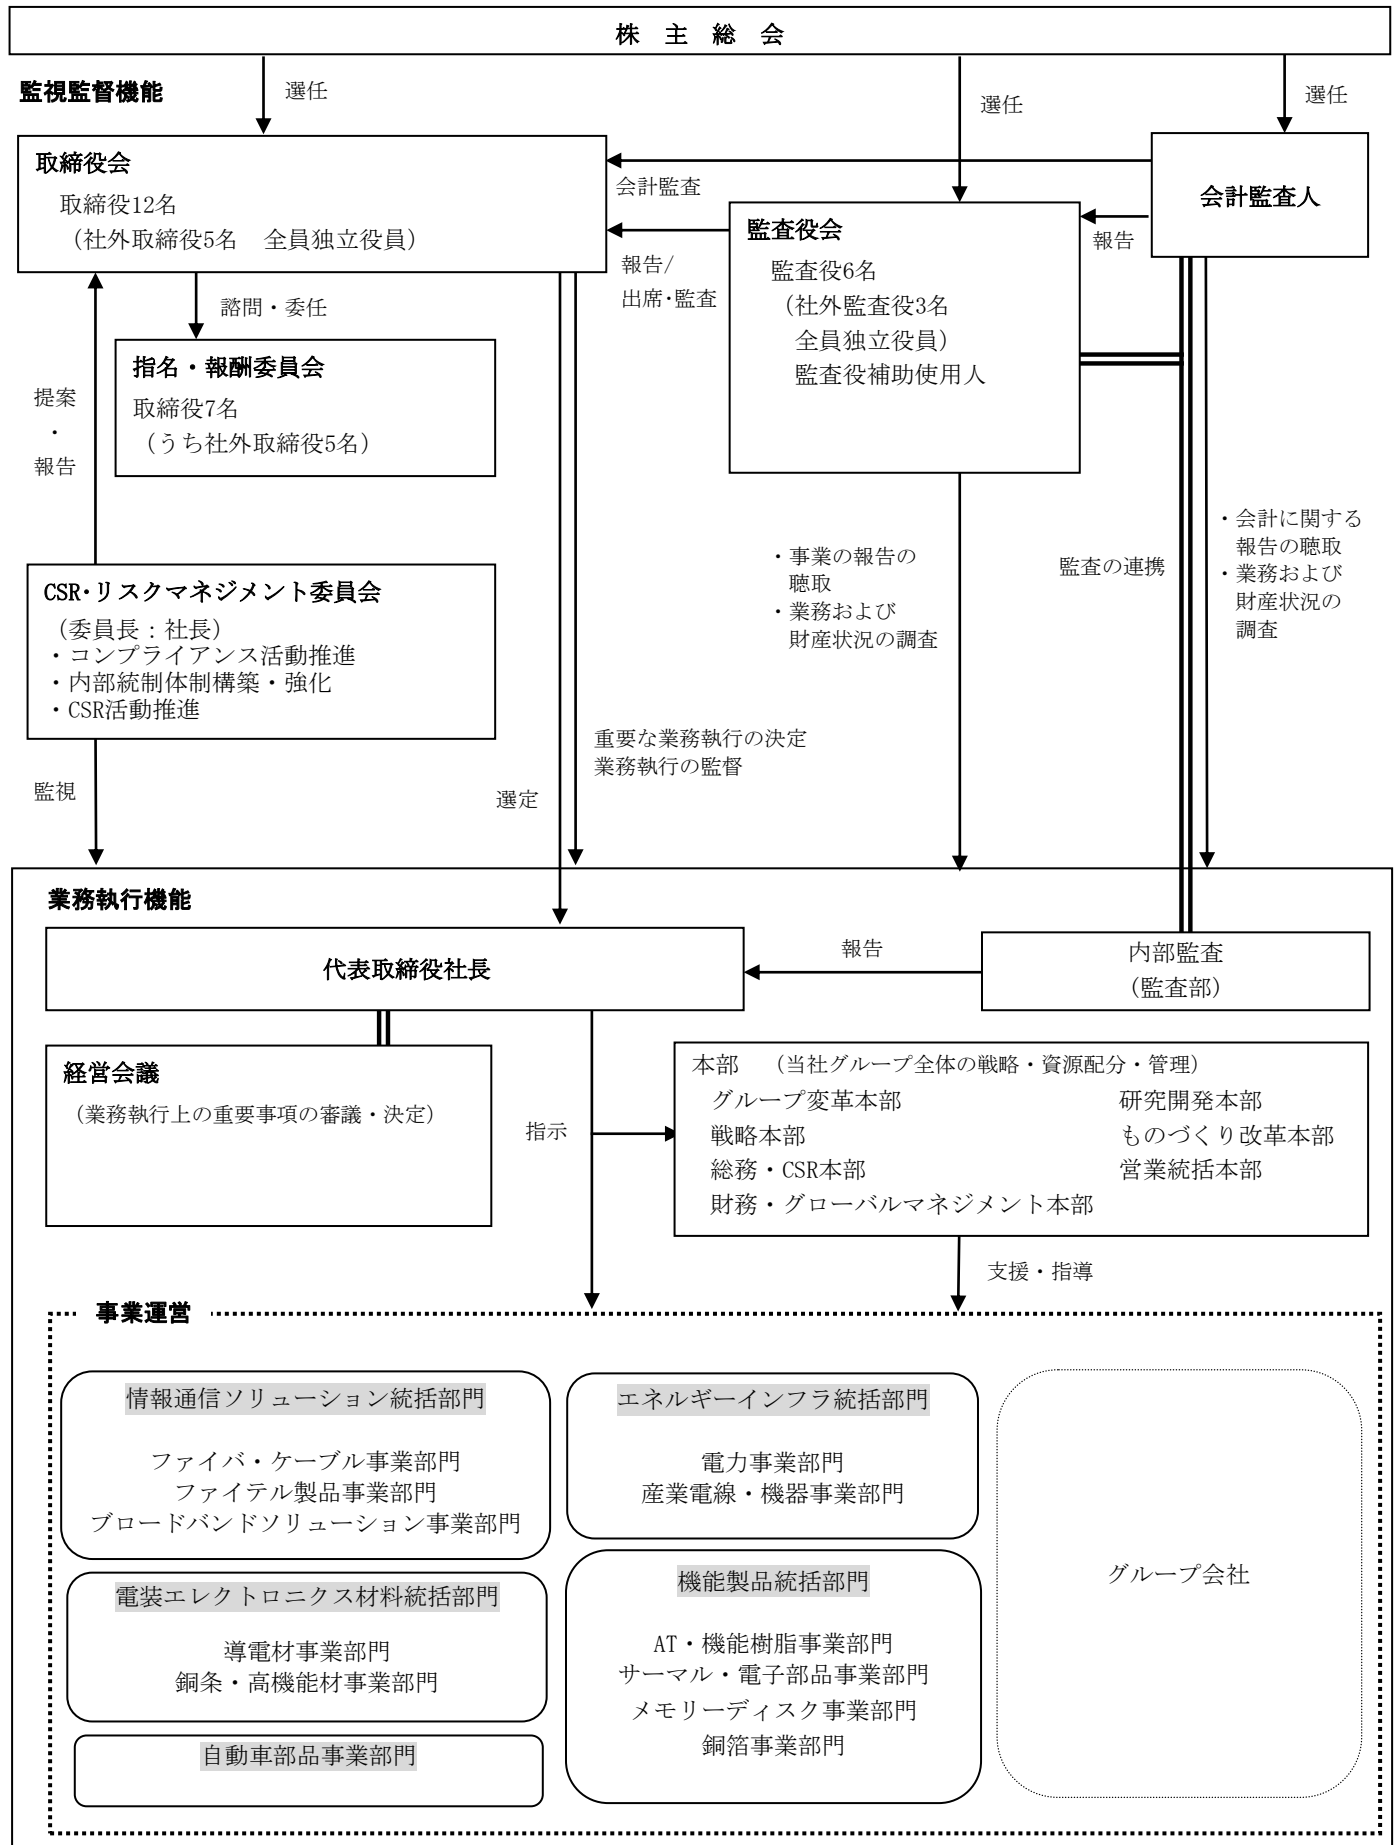 株 主 総 会
監視監督機能
選任
選任
選任
取締役会
取締役12名
（社外取締役5名 全員独立役員）
会計監査
会計監査人
報告
監査役会
監査役6名
（社外監査役3名
全員独立役員）
監査役補助使用人
報告/
出席･監査
諮問・委任
指名・報酬委員会
取締役7名
（うち社外取締役5名）
提案
・
報告
CSR･リスクマネジメント委員会
（委員長：社長）
・コンプライアンス活動推進
・内部統制体制構築・強化
・CSR活動推進
・事業の報告の
聴取
・業務および
財産状況の調査
監査の連携
・会計に関する
報告の聴取
・業務および
財産状況の
調査
重要な業務執行の決定
業務執行の監督
監視
選定
業務執行機能
代表取締役社長
報告
内部監査
（監査部）
経営会議
（業務執行上の重要事項の審議・決定）
指示
本部 （当社グループ全体の戦略・資源配分・管理）
グループ変革本部
研究開発本部
戦略本部
ものづくり改革本部
総務・CSR本部
営業統括本部
財務・グローバルマネジメント本部
支援・指導
事業運営
情報通信ソリューション統括部門
ファイバ・ケーブル事業部門
ファイテル製品事業部門
ブロードバンドソリューション事業部門
エネルギーインフラ統括部門
電力事業部門
産業電線・機器事業部門
電装エレクトロニクス材料統括部門
導電材事業部門
銅条・高機能材事業部門
機能製品統括部門
AT・機能樹脂事業部門
サーマル・電子部品事業部門
メモリーディスク事業部門
銅箔事業部門
自動車部品事業部門
グループ会社